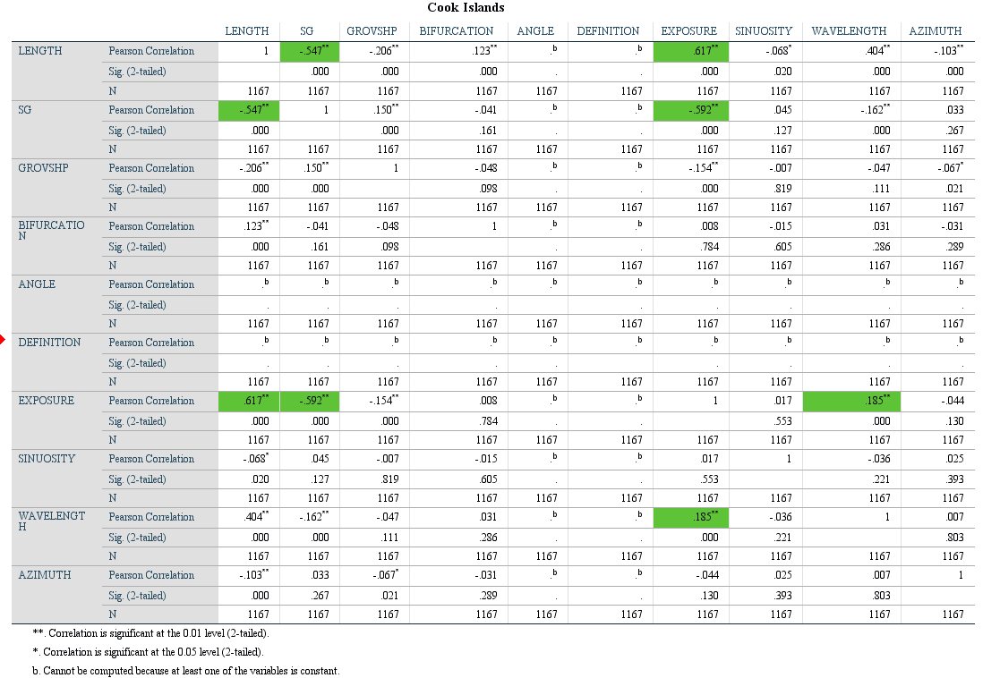 Cook Islands
LENGTH SG GROVSHP BIFURCATION ANGLE DEFINITION EXPOSURE SINUOSITY WAVELENGTH AZIMUTH
LENGTH Pearson Correlation 1 -.547** -.206** .123** .b .b .617** -.068* .404** -.103**
Sig. (2-tailed) .000 .000 .000 . . .000 .020 .000 .000
N 1167 1167 1167 1167 1167 1167 1167 1167 1167 1167
SG Pearson Correlation -.547** 1 .150** -.041 .b .b -.592** .045 -.162** .033
Sig. (2-tailed) .000 .000 .161 . . .000 .127 .000 .267
N 1167 1167 1167 1167 1167 1167 1167 1167 1167 1167
GROVSHP Pearson Correlation -.206** .150** 1 -.048 .b .b -.154** -.007 -.047 -.067*
Sig. (2-tailed) .000 .000 .098 . . .000 .819 .111 .021
N 1167 1167 1167 1167 1167 1167 1167 1167 1167 1167
BIFURCATIO Pearson Correlation .123** -.041 -.048 1 .b .b .008 -.015 .031 -.031
N Sig. (2-tailed) .000 .161 .098 . . .784 .605 .286 .289
N 1167 1167 1167 1167 1167 1167 1167 1167 1167 1167
ANGLE Pearson Correlation .b .b .b .b .b .b .b .b .b .b
Sig. (2-tailed) . . . . . . . . .
N 1167 1167 1167 1167 1167 1167 1167 1167 1167 1167
DEFINITION Pearson Correlation .b .b .b .b .b .b .b .b .b .b
Sig. (2-tailed) . . . . . . . . .
N 1167 1167 1167 1167 1167 1167 1167 1167 1167 1167
EXPOSURE Pearson Correlation .617** -.592** -.154** .008 .b .b 1 .017 .185** -.044
Sig. (2-tailed) .000 .000 .000 .784 . . .553 .000 .130
N 1167 1167 1167 1167 1167 1167 1167 1167 1167 1167
SINUOSITY Pearson Correlation -.068* .045 -.007 -.015 .b .b .017 1 -.036 .025
Sig. (2-tailed) .020 .127 .819 .605 . . .553 .221 .393
N 1167 1167 1167 1167 1167 1167 1167 1167 1167 1167
WAVELENGT Pearson Correlation .404** -.162** -.047 .031 .b .b .185** -.036 1 .007
H Sig. (2-tailed) .000 .000 .111 .286 . . .000 .221 .803
N 1167 1167 1167 1167 1167 1167 1167 1167 1167 1167
AZIMUTH Pearson Correlation -.103** .033 -.067* -.031 .b .b -.044 .025 .007 1
Sig. (2-tailed) .000 .267 .021 .289 . . .130 .393 .803
N 1167 1167 1167 1167 1167 1167 1167 1167 1167 1167
**. Correlation is significant at the 0.01 level (2-tailed).
*. Correlation is significant at the 0.05 level (2-tailed).
b. Cannot be computed because at least one of the variables is constant.